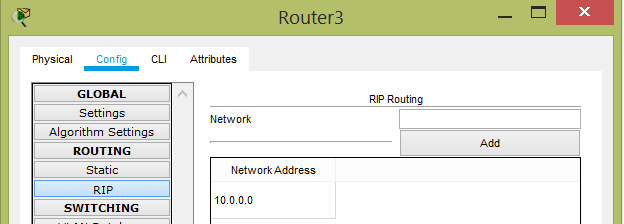 Router3
Physical Config CLI Attributes
GLOBAL
Settings
Algorithm Settings
ROUTING
Static
RIP
SWITCHING
RIP Routing
Network
Add
Network Address
10.0.0.0